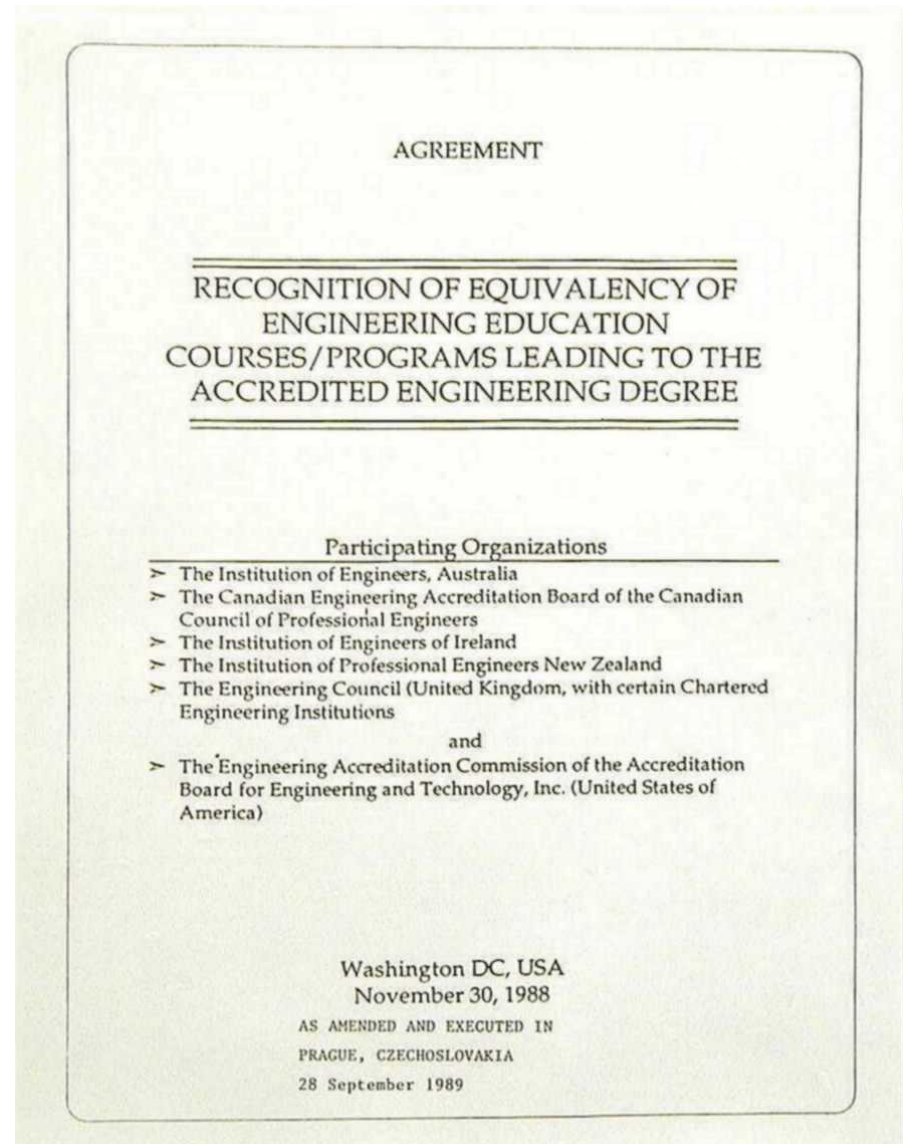 AGREEMENT
RECOGNITION OF EQUIVALENCY OF
ENGINEERING EDUCATION
COURSES/PROGRAMS LEADING TO THE
ACCREDITED ENGINEERING DEGREE
Participating Organizations
➢ The Institution of Engineers, Australia
➢ The Canadian Engineering Accreditation Board of the Canadian
Council of Professional Engineers
➢ The Institution of Engineers of Ireland
➢ The Institution of Professional Engineers New Zealand
➢ The Engineering Council (United Kingdom, with certain Chartered
Engineering Institutions
and
➢ The Engineering Accreditation Commission of the Accreditation
Board for Engineering and Technology, Inc. (United States of
America)
Washington DC, USA
November 30, 1988
AS AMENDED AND EXECUTED IN
PRAGUE, CZECHOSLOVAKIA
28 September 1989